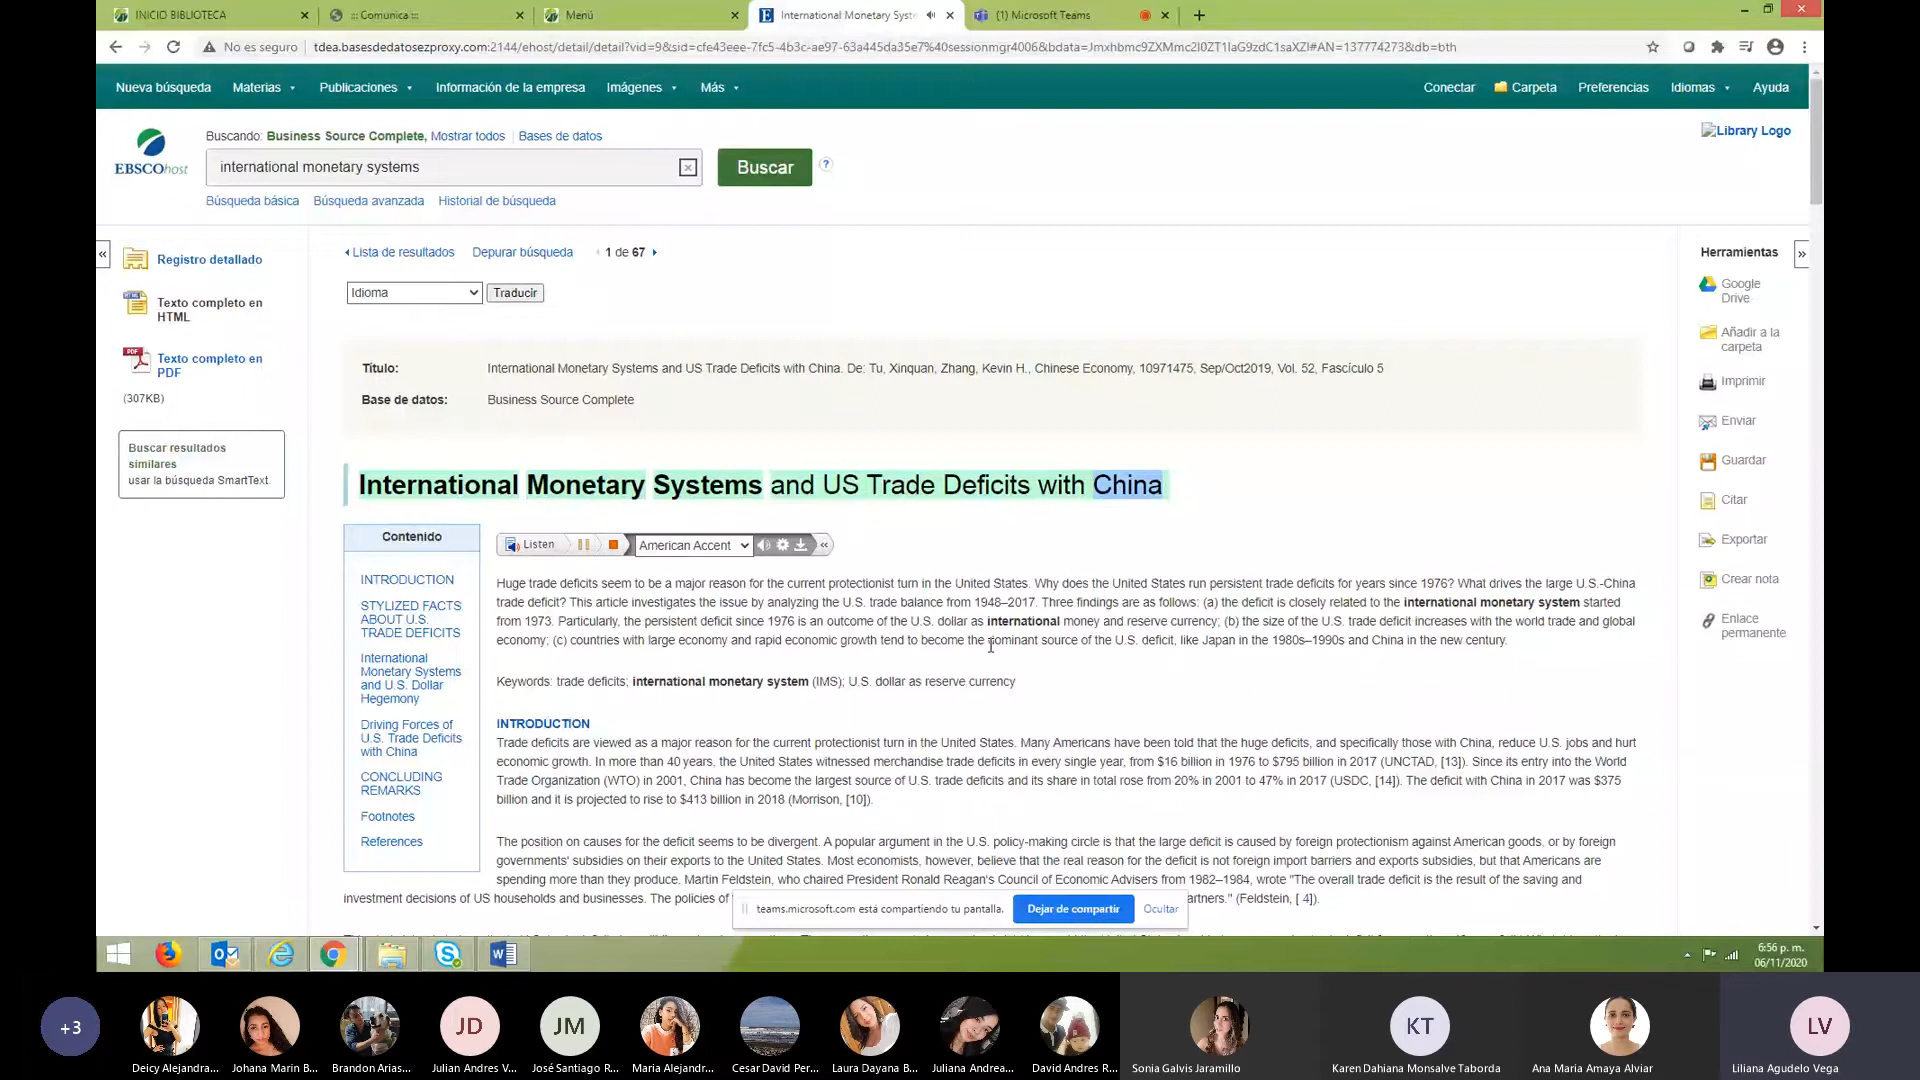 INICIO BIBLIOTECA
::: Comunica :::
Menú
International Monetary Syst
(1) Microsoft Teams
No es seguro
tdea.basesdedatosezproxy.com:2144/ehost/detail/detail?vid=9&sid=cfe43eee-7fc5-4b3c-ae97-63a445da35e7%40sessionmgr4006&bdata=Jmxhbmc9ZXMmc2l0ZT1laG9zdC1saXZl#AN=137774273&db=bth
Nueva búsqueda
Materias
Publicaciones
Información de la empresa
Imágenes
Más
Conectar
Carpeta
Preferencias
Idiomas
Ayuda
EBSCOhost
Buscando: Business Source Complete, Mostrar todos | Bases de datos
international monetary systems
Buscar
?
Library Logo
Búsqueda básica
Búsqueda avanzada
Historial de búsqueda
Registro detallado
Texto completo en
HTML
PDF
Texto completo en
PDF
(307KB)
Buscar resultados
similares
usar la búsqueda SmartText.
Lista de resultados
Depurar búsqueda
1 de 67
Idioma
Traducir
Título:
International Monetary Systems and US Trade Deficits with China. De: Tu, Xinquan, Zhang, Kevin H., Chinese Economy, 10971475, Sep/Oct2019, Vol. 52, Fascículo 5
Base de datos:
Business Source Complete
International Monetary Systems and US Trade Deficits with China
Contenido
INTRODUCTION
STYLIZED FACTS
ABOUT U.S.
TRADE DEFICITS
International
Monetary Systems
and U.S. Dollar
Hegemony
Driving Forces of
U.S. Trade Deficits
with China
CONCLUDING
REMARKS
Footnotes
References
Listen
American Accent
Huge trade deficits seem to be a major reason for the current protectionist turn in the United States. Why does the United States run persistent trade deficits for years since 1976? What drives the large U.S.-China
trade deficit? This article investigates the issue by analyzing the U.S. trade balance from 1948–2017. Three findings are as follows: (a) the deficit is closely related to the international monetary system started
from 1973. Particularly, the persistent deficit since 1976 is an outcome of the U.S. dollar as international money and reserve currency; (b) the size of the U.S. trade deficit increases with the world trade and global
economy; (c) countries with large economy and rapid economic growth tend to become the dominant source of the U.S. deficit, like Japan in the 1980s–1990s and China in the new century.
Keywords: trade deficits; international monetary system (IMS); U.S. dollar as reserve currency
INTRODUCTION
Trade deficits are viewed as a major reason for the current protectionist turn in the United States. Many Americans have been told that the huge deficits, and specifically those with China, reduce U.S. jobs and hurt
economic growth. In more than 40 years, the United States witnessed merchandise trade deficits in every single year, from $16 billion in 1976 to $795 billion in 2017 (UNCTAD, [13]). Since its entry into the World
Trade Organization (WTO) in 2001, China has become the largest source of U.S. trade deficits and its share in total rose from 20% in 2001 to 47% in 2017 (USDC, [14]). The deficit with China in 2017 was $375
billion and it is projected to rise to $413 billion in 2018 (Morrison, [10]).
The position on causes for the deficit seems to be divergent. A popular argument in the U.S. policy-making circle is that the large deficit is caused by foreign protectionism against American goods, or by foreign
governments' subsidies on their exports to the United States. Most economists, however, believe that the real reason for the deficit is not foreign import barriers and exports subsidies, but that Americans are
spending more than they produce. Martin Feldstein, who chaired President Ronald Reagan's Council of Economic Advisers from 1982–1984, wrote "The overall trade deficit is the result of the saving and
investment decisions of US households and businesses. The policies of
artners." (Feldstein, [ 4]).
teams.microsoft.com está compartiendo tu pantalla.
Dejar de compartir
Ocultar
Herramientas
Google
Drive
Añadir a la
carpeta
Imprimir
Enviar
Guardar
Citar
Exportar
Crear nota
Enlace
permanente
6:56 p. m.
06/11/2020
+3
JD
JM
KT
LV
Deicy Alejandra...
Johana Marin B...
Brandon Arias...
Julian Andres V...
José Santiago R...
Maria Alejandr...
Cesar David Per...
Laura Dayana B...
Juliana Andrea...
David Andres R...
Sonia Galvis Jaramillo
Karen Dahiana Monsalve Taborda
Ana Maria Amaya Alviar
Liliana Agudelo Vega